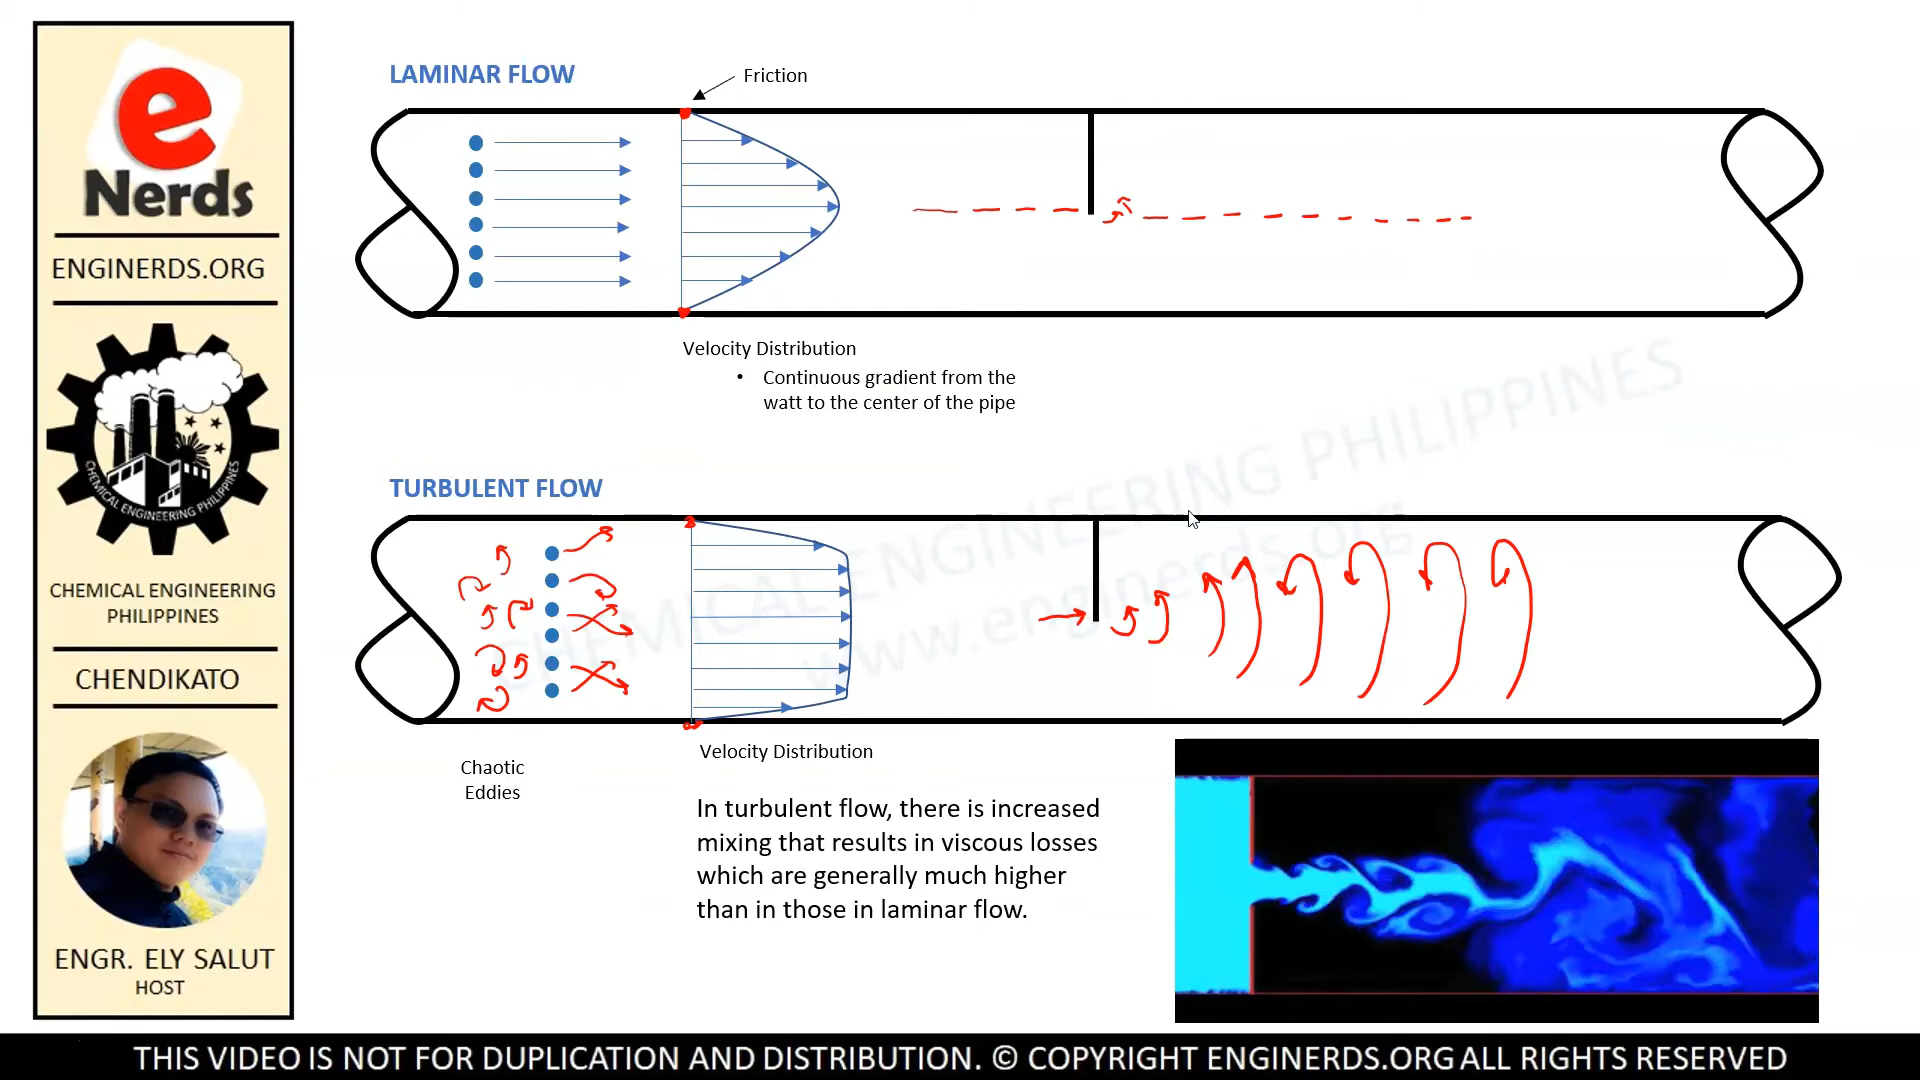 e
Nerds
ENGINERDS.ORG
CHEMICAL ENGINEERING PHILIPPINES
CHEMICAL ENGINEERING
PHILIPPINES
CHENDIKATO
ENGR. ELY SALUT
HOST
LAMINAR FLOW
Friction
Velocity Distribution
• Continuous gradient from the
watt to the center of the pipe
TURBULENT FLOW
Chaotic
Eddies
Velocity Distribution
In turbulent flow, there is increased
mixing that results in viscous losses
which are generally much higher
than in those in laminar flow.
CHEMICAL ENGINEERING PHILIPPINES
www.enginerds.org
THIS VIDEO IS NOT FOR DUPLICATION AND DISTRIBUTION. © COPYRIGHT ENGINERDS.ORG ALL RIGHTS RESERVED